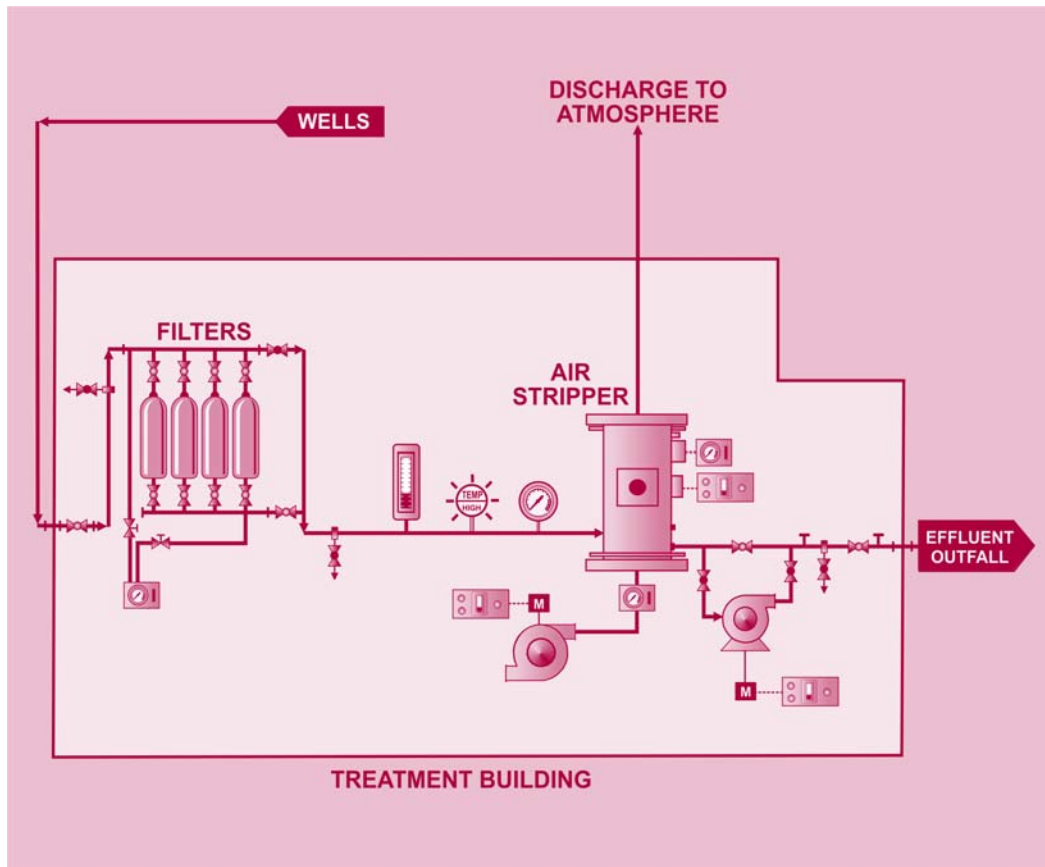 DISCHARGE TO
ATMOSPHERE
WELLS
FILTERS
AIR
STRIPPER
TEMP
HIGH
EFFLUENT
OUTFALL
M
M
TREATMENT BUILDING